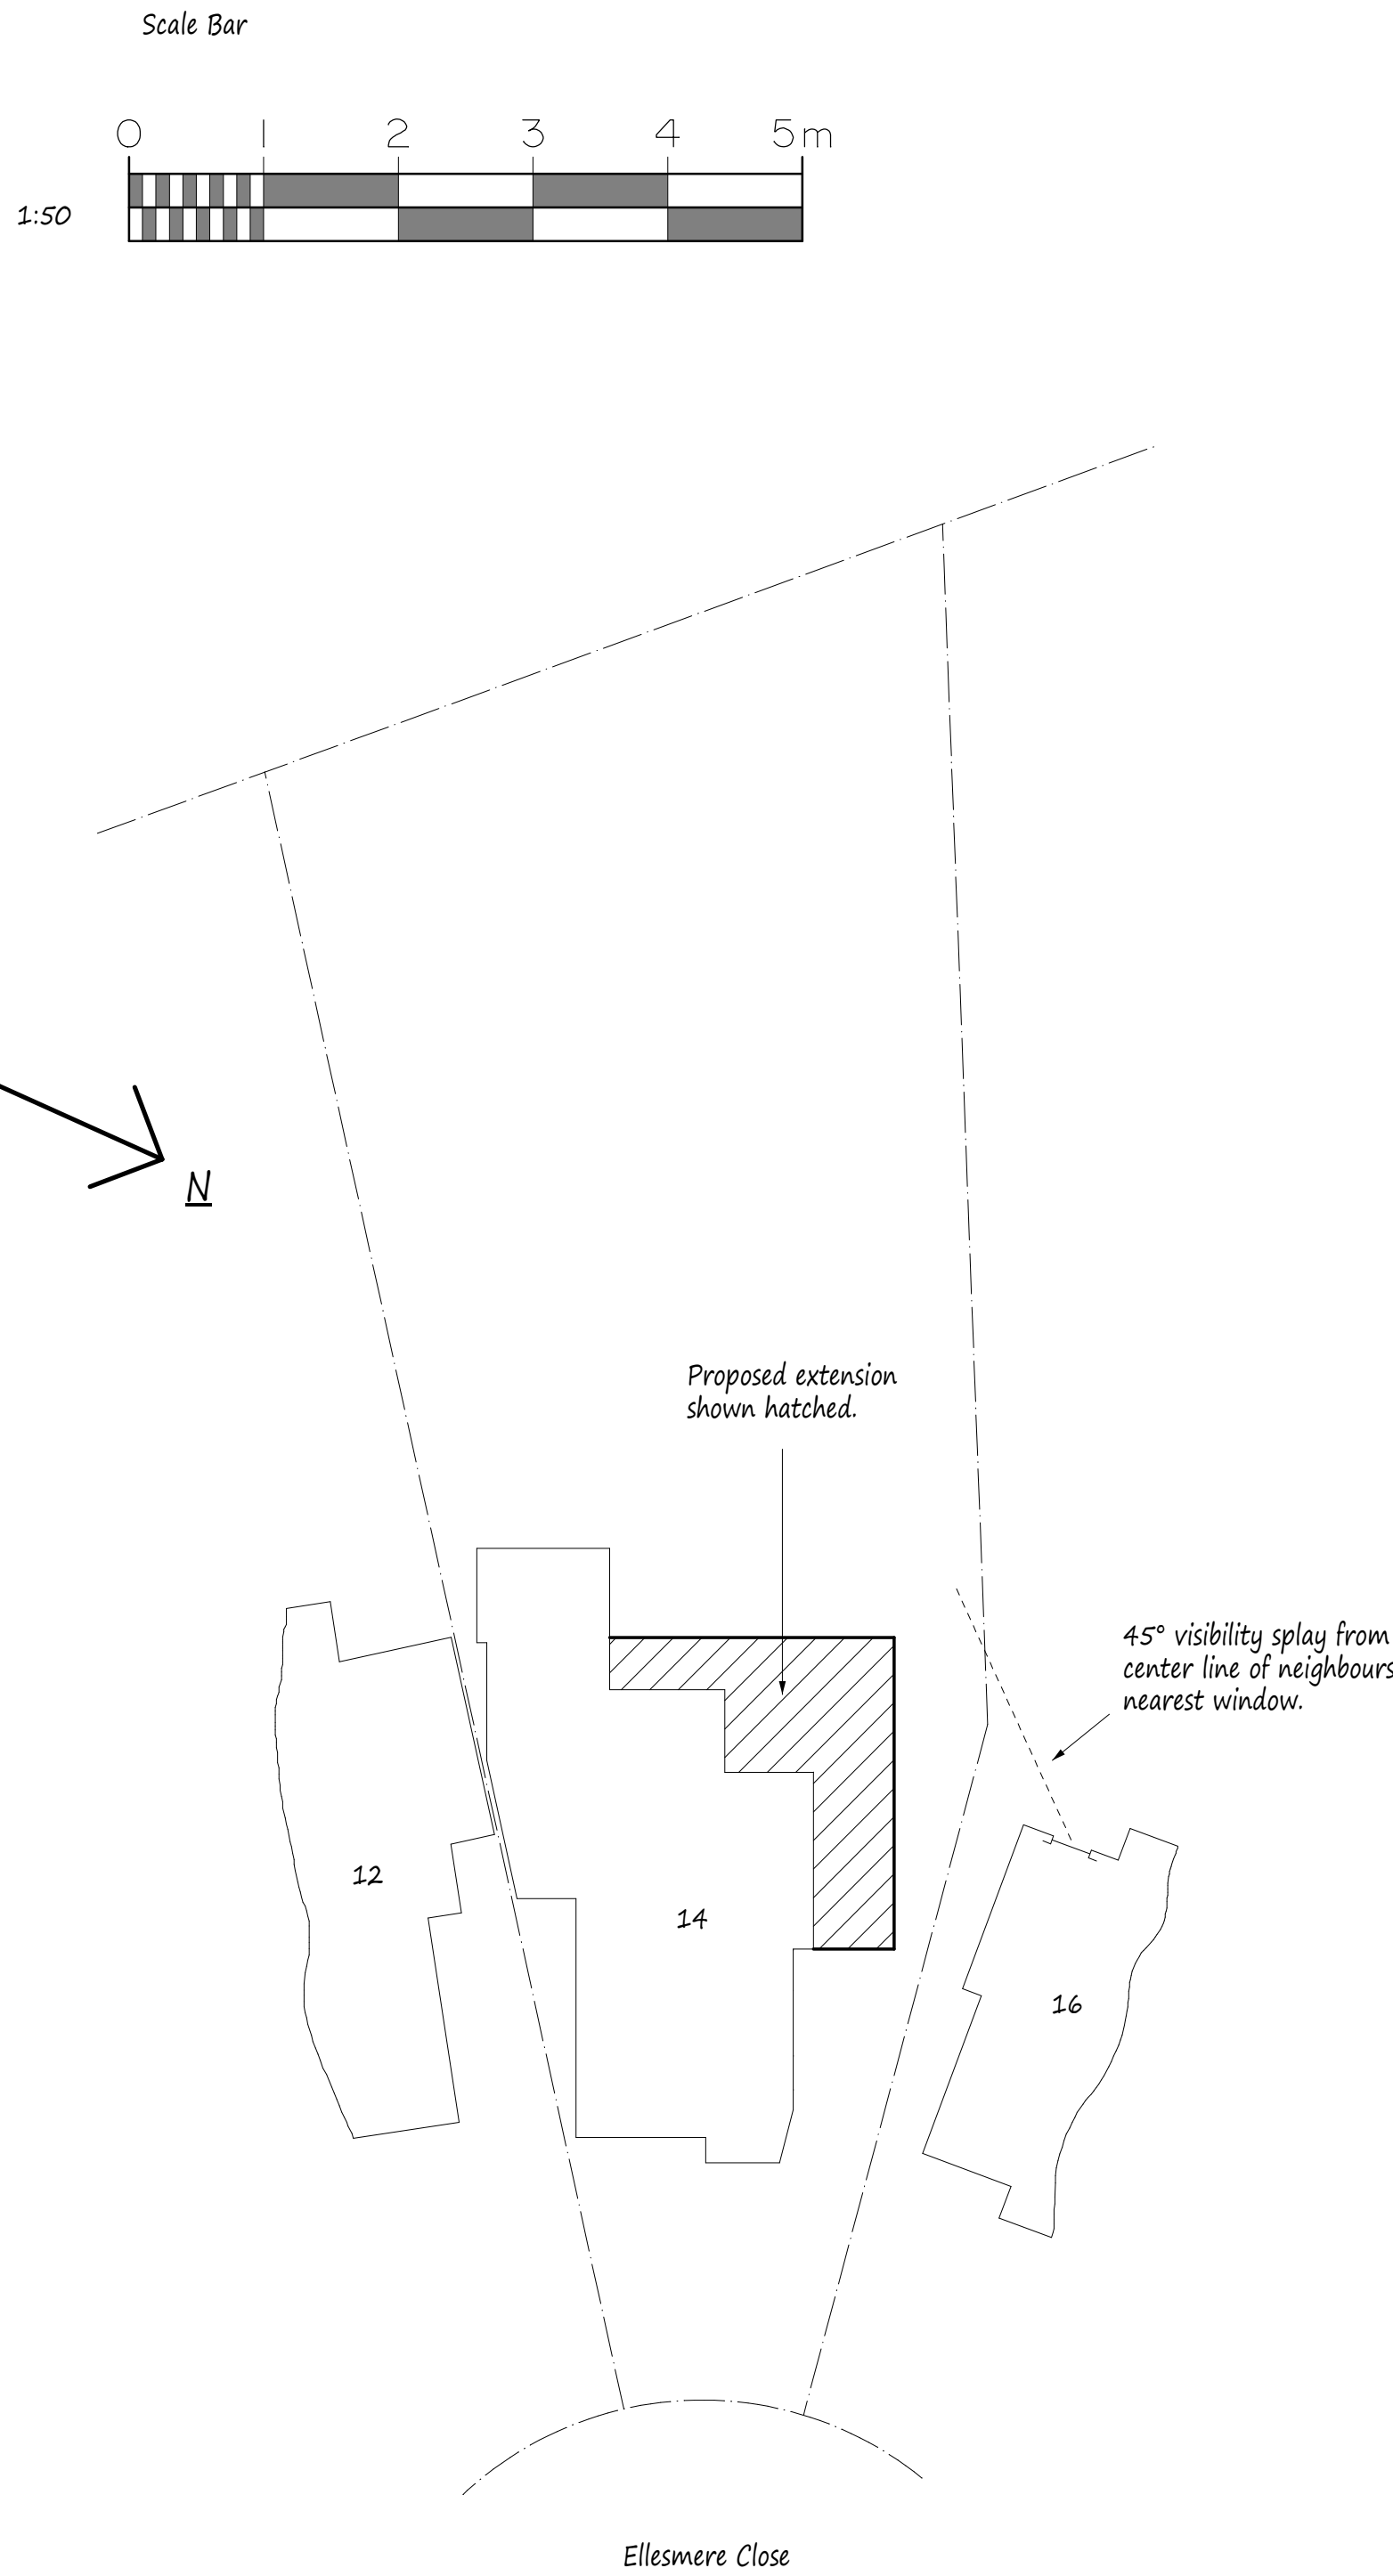 Scale Bar
0 1 2 3 4 5m
1:50
N
Proposed extension
shown hatched.
45° visibility splay from
center line of neighbours
nearest window.
12
14
16
Ellesmere Close